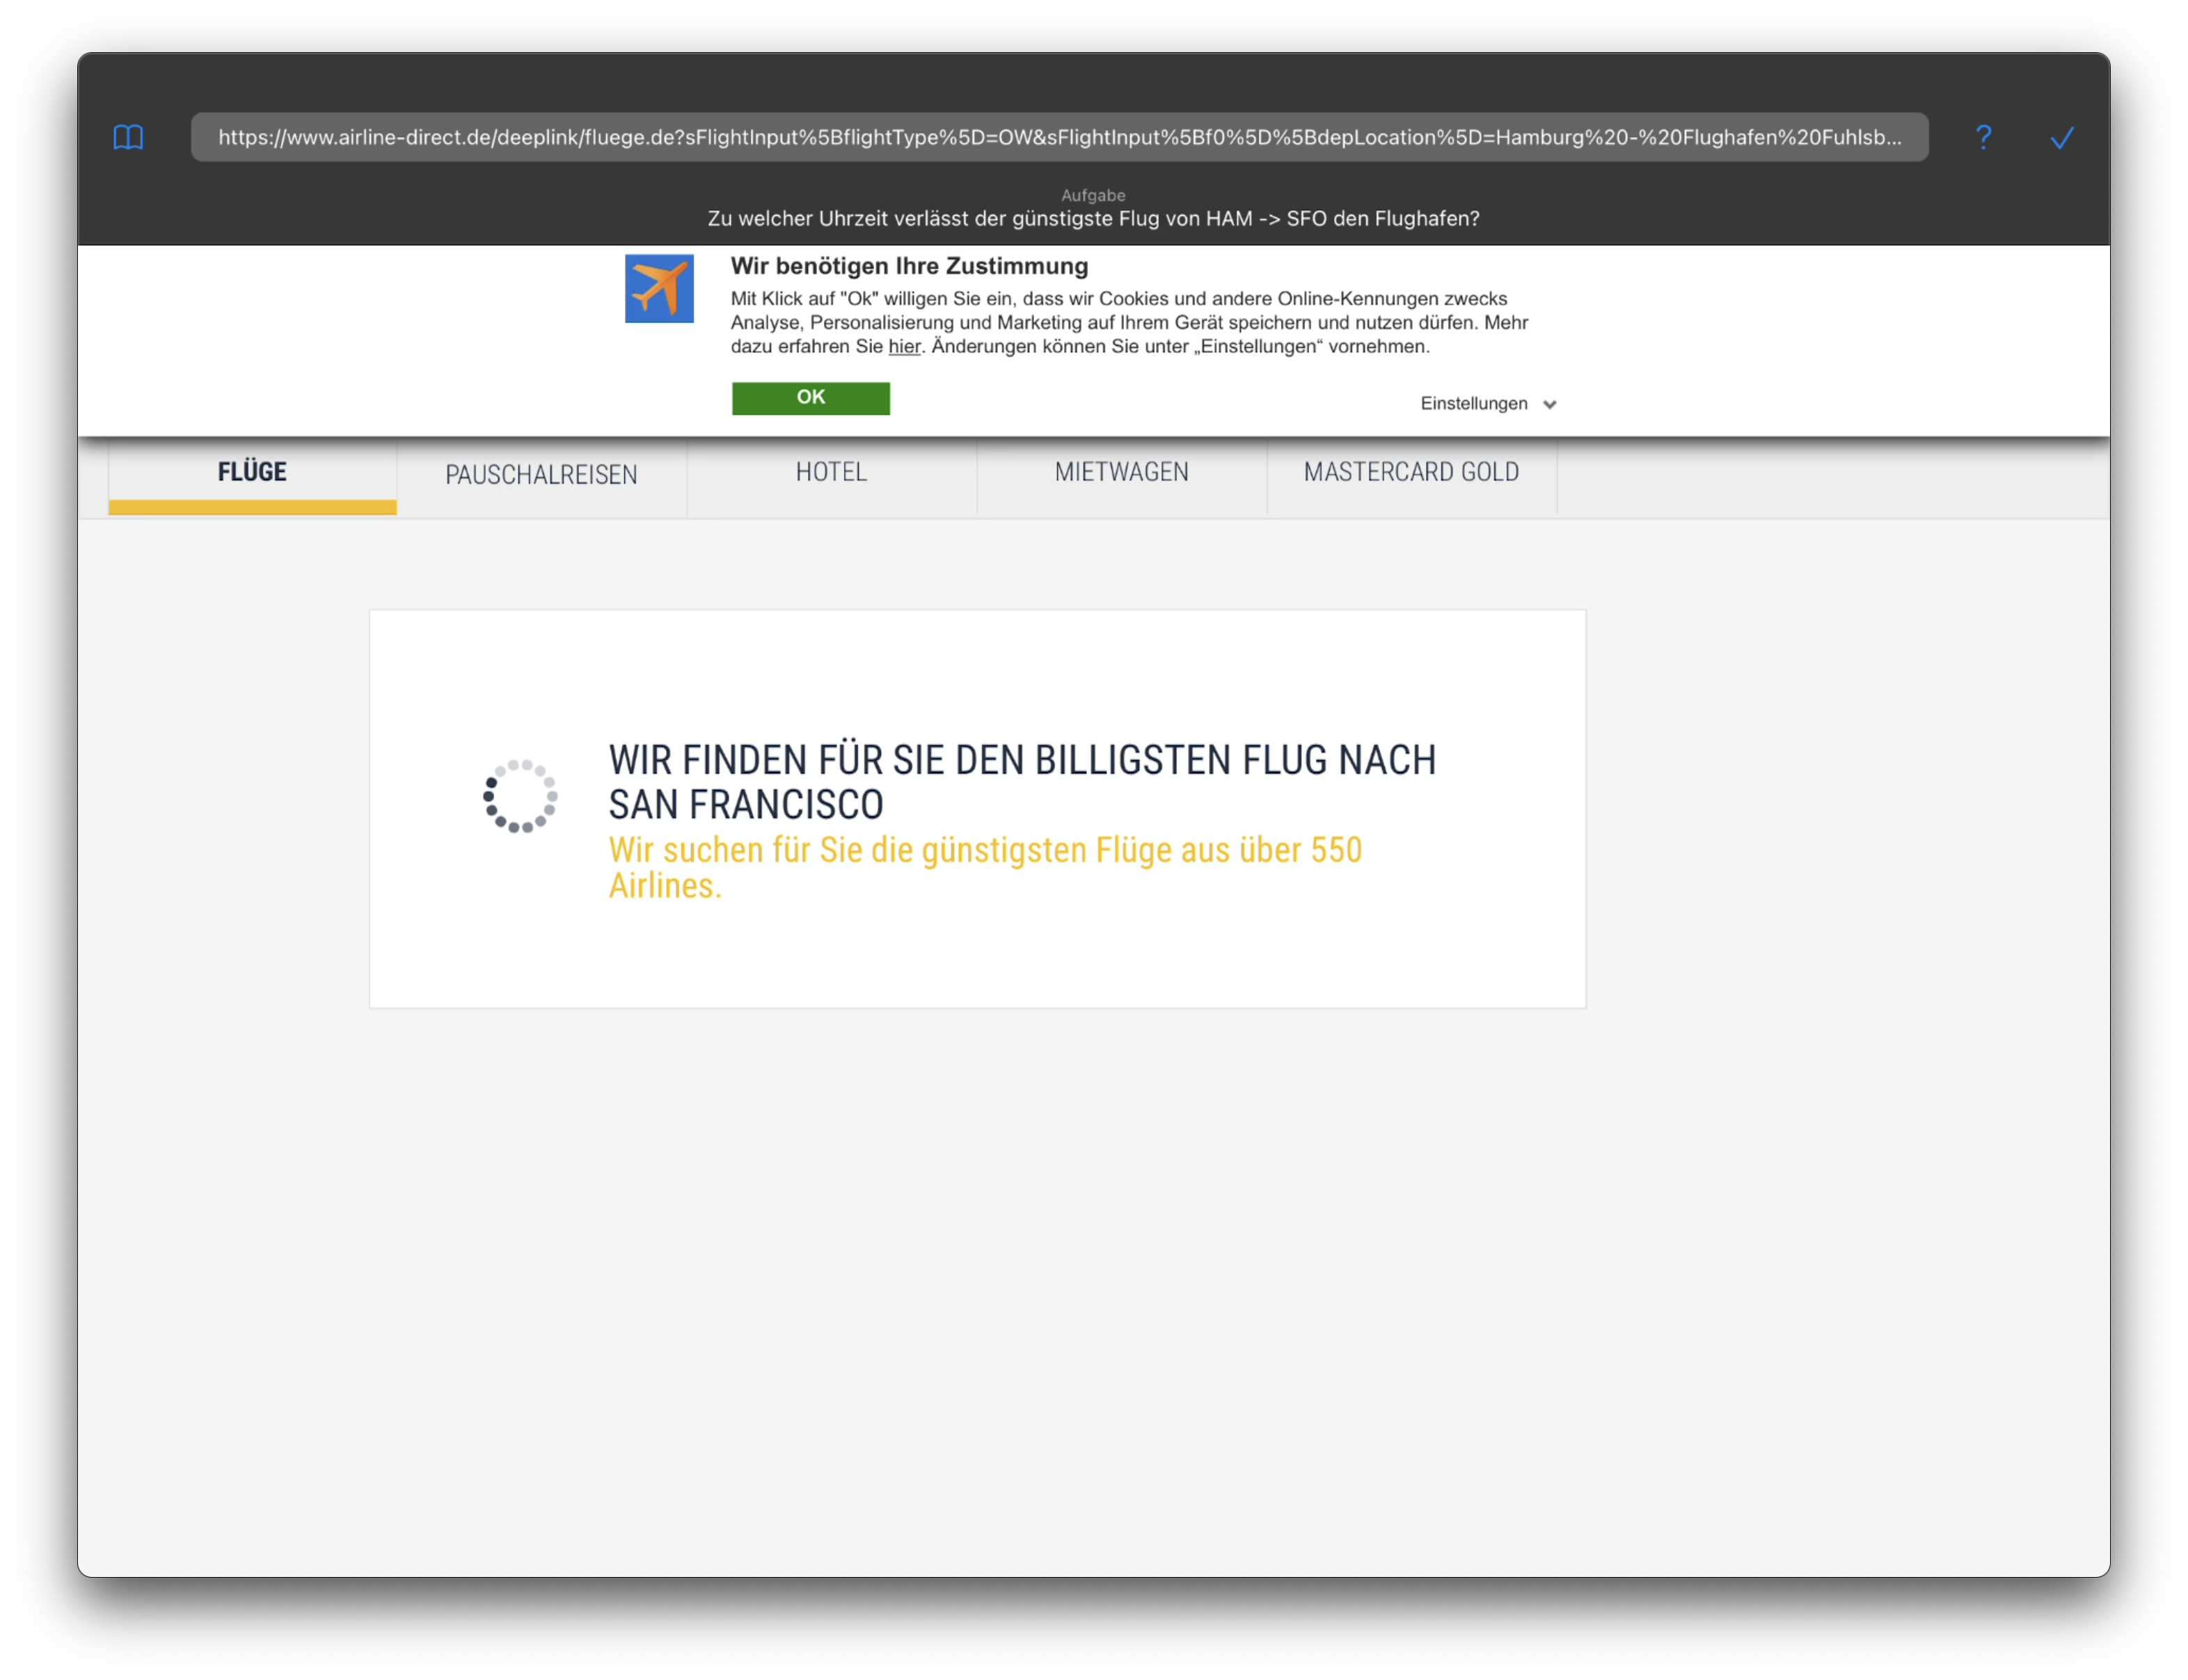 https://www.airline-direct.de/deeplink/fluege.de?sFlightInput%5BflightType%5D=OW&sFlightInput%5Bf0%5D%5BdepLocation%5D=Hamburg%20-%20Flughafen%20Fuhlsb... ?
Aufgabe
Zu welcher Uhrzeit verlässt der günstigste Flug von HAM -> SFO den Flughafen?
Wir benötigen Ihre Zustimmung
Mit Klick auf "Ok" willigen Sie ein, dass wir Cookies und andere Online-Kennungen zwecks
Analyse, Personalisierung und Marketing auf Ihrem Gerät speichern und nutzen dürfen. Mehr
dazu erfahren Sie hier. Änderungen können Sie unter „Einstellungen“ vornehmen.
OK
Einstellungen
FLÜGE
PAUSCHALREISEN
HOTEL
MIETWAGEN
MASTERCARD GOLD
WIR FINDEN FÜR SIE DEN BILLIGSTEN FLUG NACH
SAN FRANCISCO
Wir suchen für Sie die günstigsten Flüge aus über 550
Airlines.